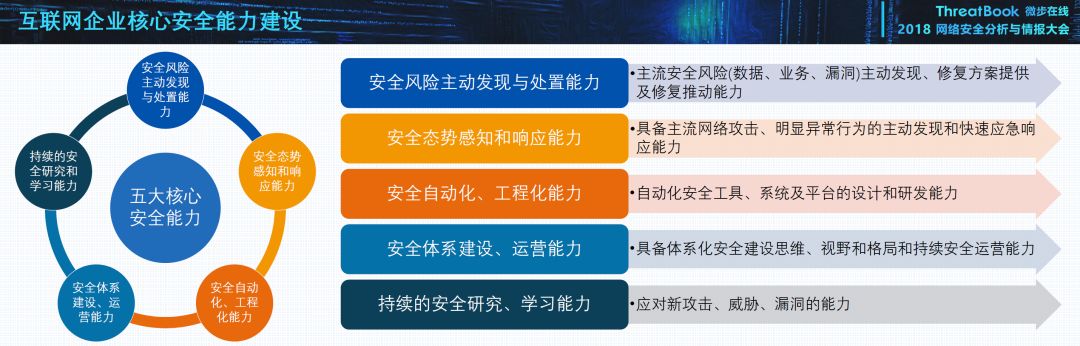 互联网企业核心安全能力建设
ThreatBook 微步在线
2018 网络安全分析与情报大会
安全风险
主动发现
与处置能
力
安全态势
感知和响
应能力
安全自动
化、工程
化能力
安全体系
建设、运
营能力
持续的安
全研究和
学习能力
五大核心
安全能力
安全风险主动发现与处置能力
•主流安全风险(数据、业务、漏洞)主动发现、修复方案提供
及修复推动能力
安全态势感知和响应能力
•具备主流网络攻击、明显异常行为的主动发现和快速应急响
应能力
安全自动化、工程化能力
•自动化安全工具、系统及平台的设计和研发能力
安全体系建设、运营能力
•具备体系化安全建设思维、视野和格局和持续安全运营能力
持续的安全研究、学习能力
•应对新攻击、威胁、漏洞的能力